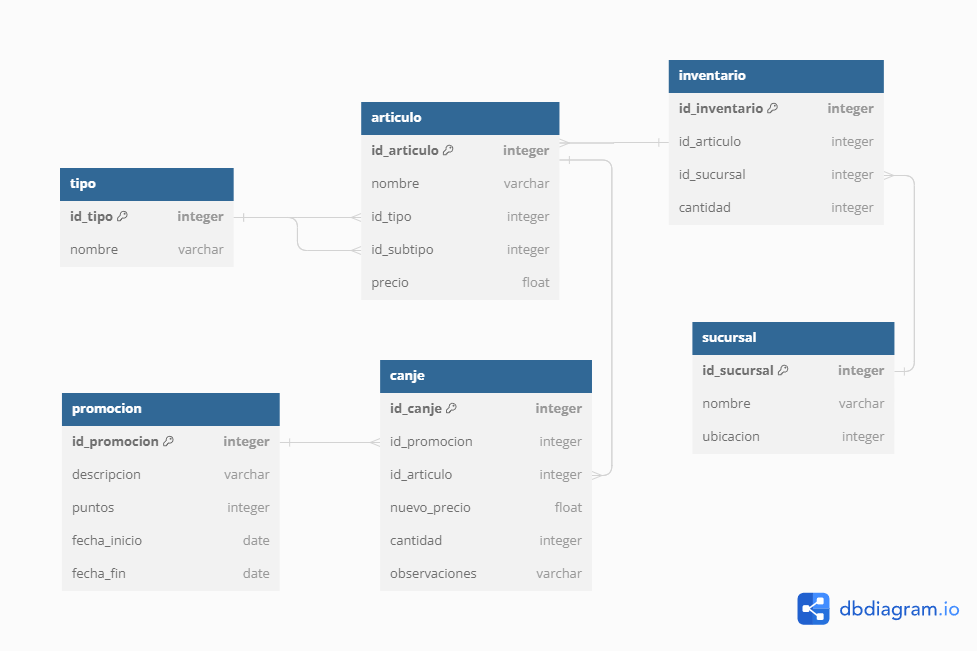 tipo
id_tipo integer
nombre varchar
articulo
id_articulo integer
nombre varchar
id_tipo integer
id_subtipo integer
precio float
inventario
id_inventario integer
id_articulo integer
id_sucursal integer
cantidad integer
sucursal
id_sucursal integer
nombre varchar
ubicacion integer
promocion
id_promocion integer
descripcion varchar
puntos integer
fecha_inicio date
fecha_fin date
canje
id_canje integer
id_promocion integer
id_articulo integer
nuevo_precio float
cantidad integer
observaciones varchar
dbdiagram.io